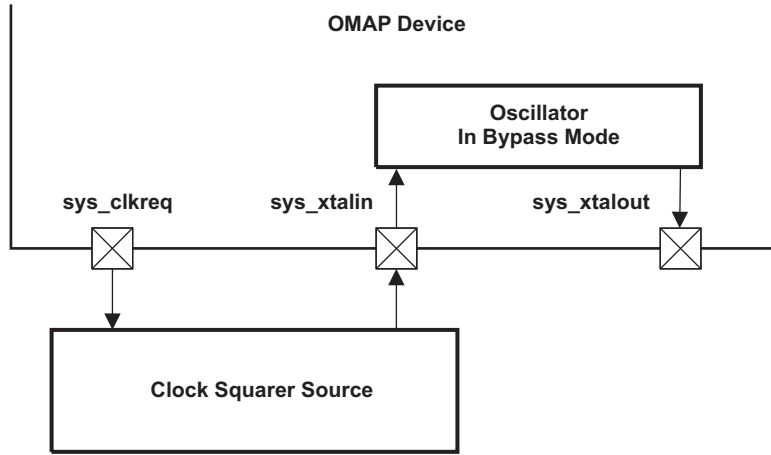 OMAP Device
Oscillator
In Bypass Mode
sys_clkreq
sys_xtalin
sys_xtalout
Clock Squarer Source